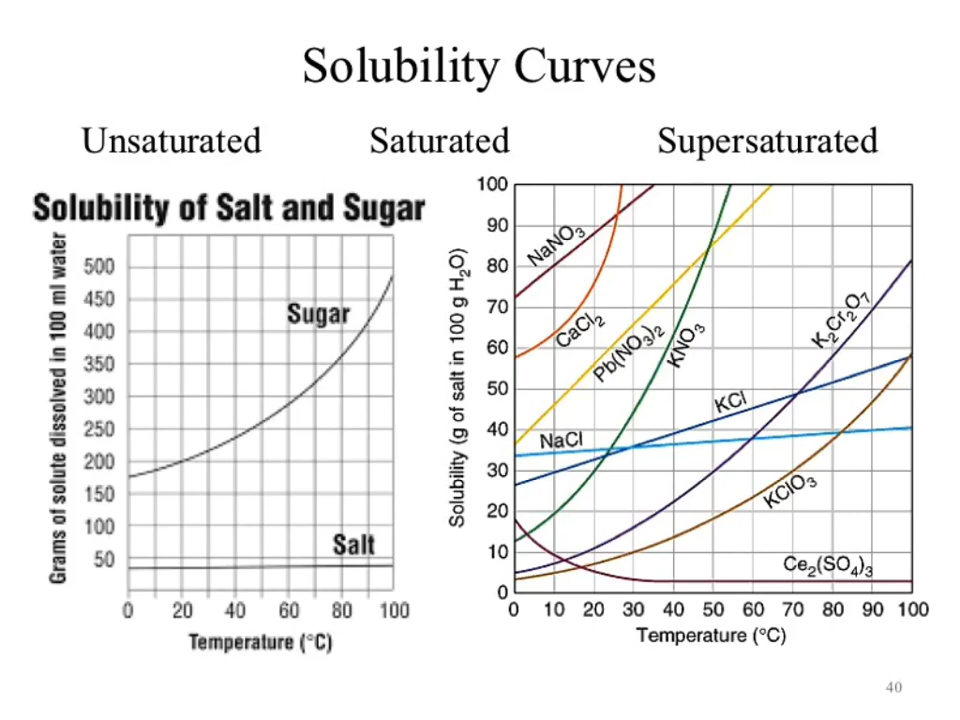 Solubility Curves
Unsaturated Saturated Supersaturated
Solubility of Salt and Sugar
Grams of solute dissolved in 100 ml water
500
450
400
350
300
250
200
150
100
50
Sugar
Salt
0 20 40 60 80 100
Temperature (°C)
Solubility (g of salt in 100 g H₂O)
100
90
80
70
60
50
40
30
20
10
0
NaNO₃
CaCl₂
Pb(NO₃)₂
KNO₃
K₂Cr₂O₇
KCl
NaCl
KClO₃
Ce₂(SO₄)₃
0 10 20 30 40 50 60 70 80 90 100
Temperature (°C)
40